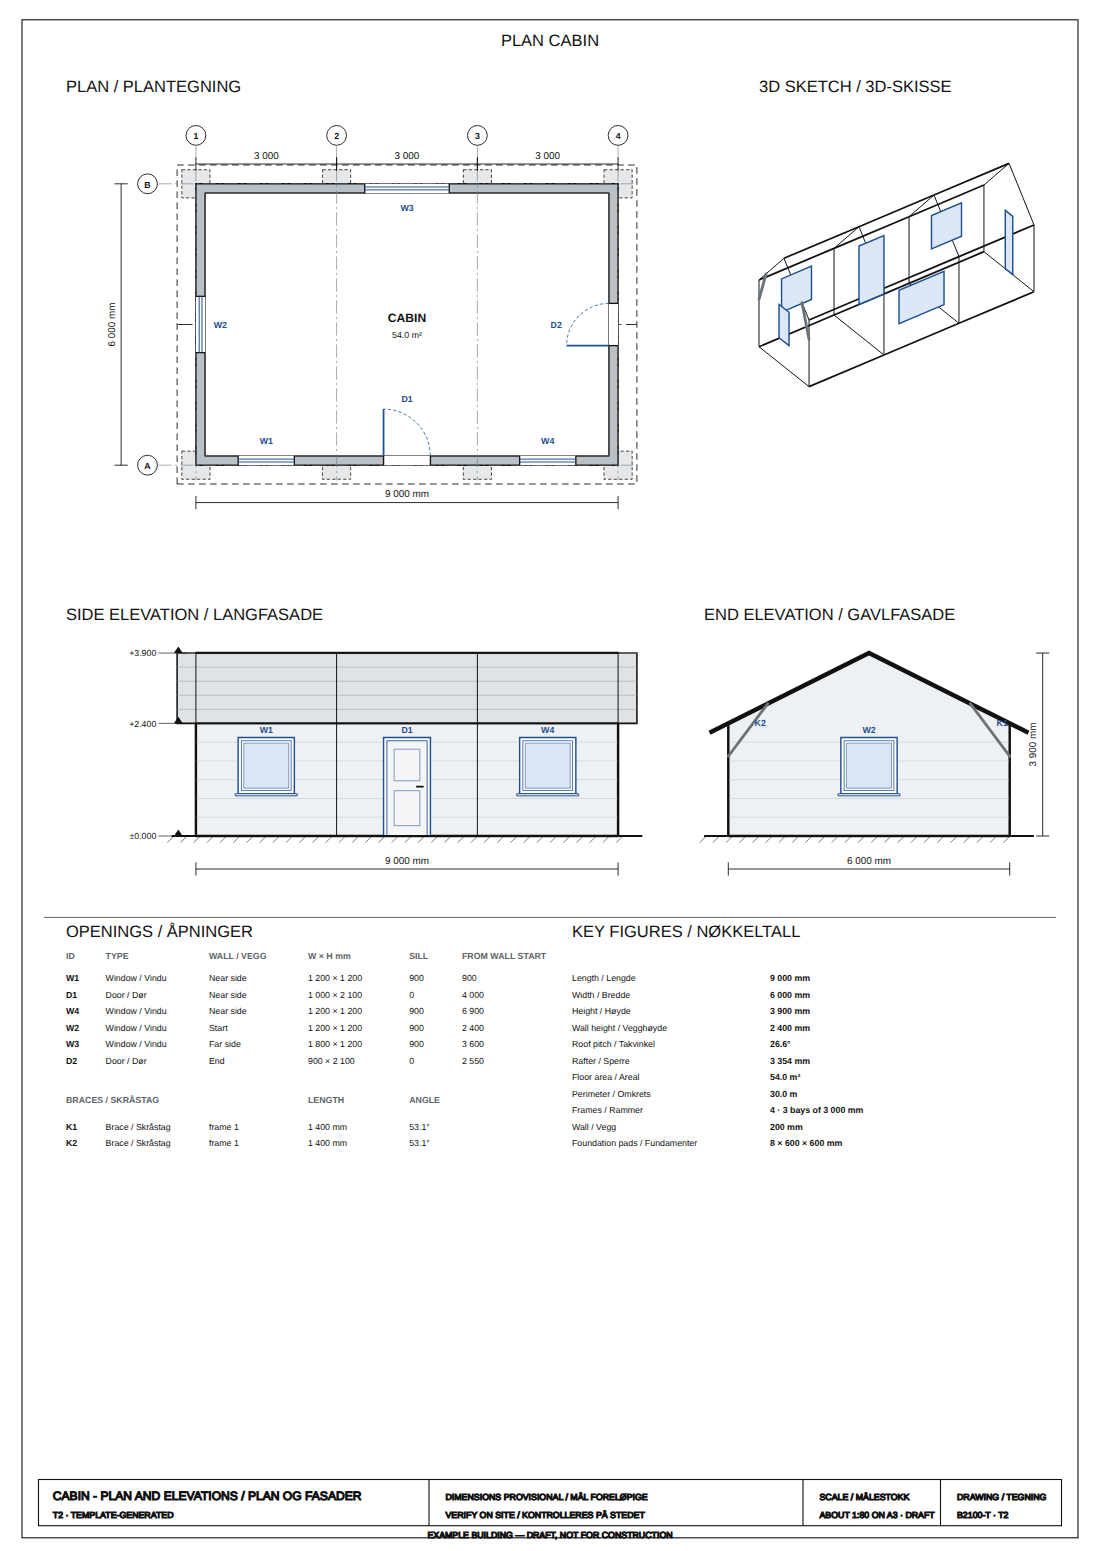 PLAN CABIN
PLAN / PLANTEGNING
3D SKETCH / 3D-SKISSE
1 2 3 4
3 000 3 000 3 000
B
W3
6 000 mm
W2
CABIN
54.0 m²
D2
D1
W1
W4
A
9 000 mm
SIDE ELEVATION / LANGFASADE
END ELEVATION / GAVLFASADE
+3.900
+2.400
±0.000
W1 D1 W4
9 000 mm
K2
K1
W2
3 900 mm
6 000 mm
OPENINGS / ÅPNINGER
ID TYPE WALL / VEGG W × H mm SILL FROM WALL START
W1 Window / Vindu Near side 1 200 × 1 200 900 900
D1 Door / Dør Near side 1 000 × 2 100 0 4 000
W4 Window / Vindu Near side 1 200 × 1 200 900 6 900
W2 Window / Vindu Start 1 200 × 1 200 900 2 400
W3 Window / Vindu Far side 1 800 × 1 200 900 3 600
D2 Door / Dør End 900 × 2 100 0 2 550
BRACES / SKRÅSTAG LENGTH ANGLE
K1 Brace / Skråstag frame 1 1 400 mm 53.1°
K2 Brace / Skråstag frame 1 1 400 mm 53.1°
KEY FIGURES / NØKKELTALL
Length / Lengde 9 000 mm
Width / Bredde 6 000 mm
Height / Høyde 3 900 mm
Wall height / Vegghøyde 2 400 mm
Roof pitch / Takvinkel 26.6°
Rafter / Sperre 3 354 mm
Floor area / Areal 54.0 m²
Perimeter / Omkrets 30.0 m
Frames / Rammer 4 · 3 bays of 3 000 mm
Wall / Vegg 200 mm
Foundation pads / Fundamenter 8 × 600 × 600 mm
CABIN - PLAN AND ELEVATIONS / PLAN OG FASADER
T2 · TEMPLATE-GENERATED
DIMENSIONS PROVISIONAL / MÅL FORELØPIGE
VERIFY ON SITE / KONTROLLERES PÅ STEDET
SCALE / MÅLESTOKK
ABOUT 1:80 ON A3 · DRAFT
DRAWING / TEGNING
B2100-T · T2
EXAMPLE BUILDING — DRAFT, NOT FOR CONSTRUCTION